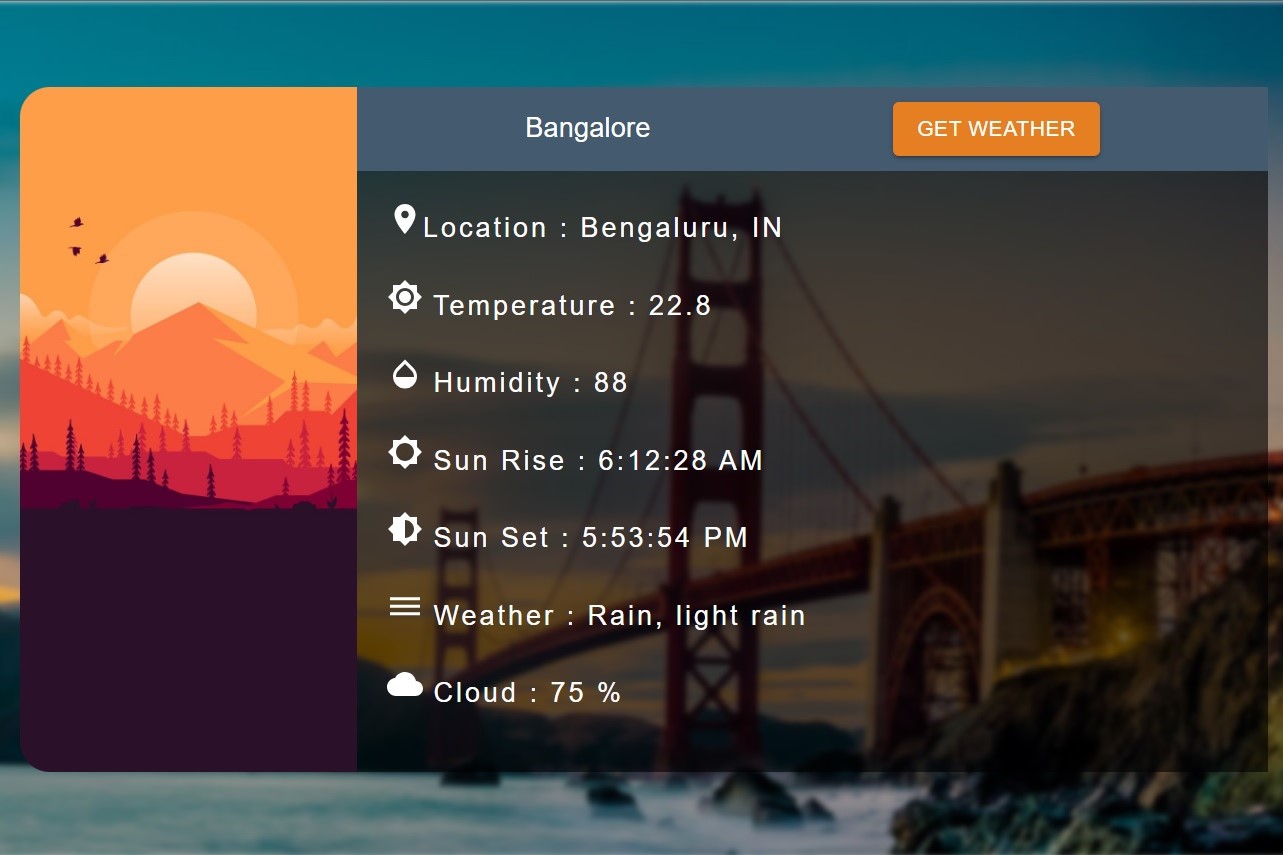 Bangalore
GET WEATHER
Location : Bengaluru, IN
Temperature : 22.8
Humidity : 88
Sun Rise : 6:12:28 AM
Sun Set : 5:53:54 PM
Weather : Rain, light rain
Cloud : 75 %